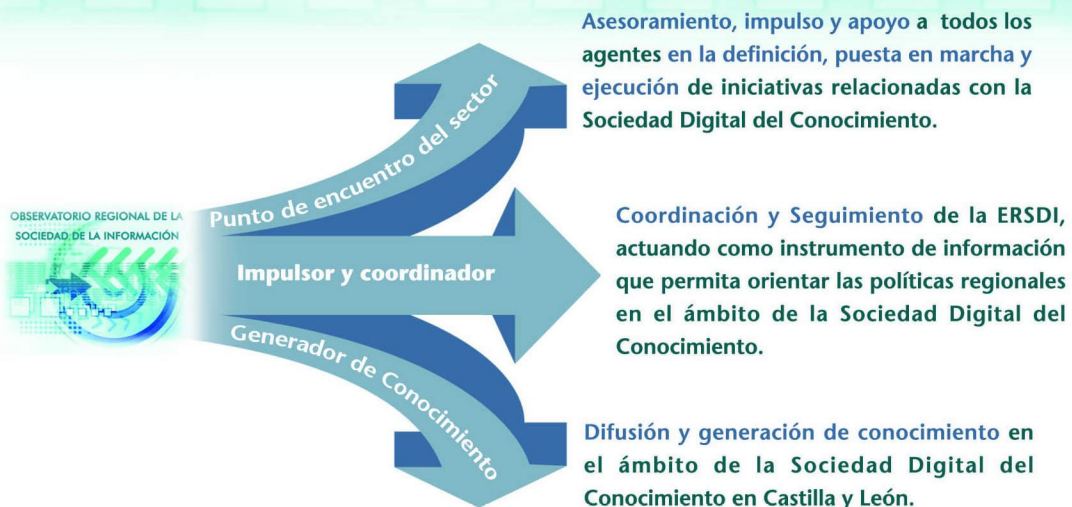 Asesoramiento, impulso y apoyo a todos los
agentes en la definición, puesta en marcha y
ejecución de iniciativas relacionadas con la
Sociedad Digital del Conocimiento.
Punto de encuentro del sector
OBSERVATORIO REGIONAL DE LA
SOCIEDAD DE LA INFORMACIÓN
Impulsor y coordinador
Coordinación y Seguimiento de la ERSDI,
actuando como instrumento de información
que permita orientar las políticas regionales
en el ámbito de la Sociedad Digital del
Conocimiento.
Generador de Conocimiento
Difusión y generación de conocimiento en
el ámbito de la Sociedad Digital del
Conocimiento en Castilla y León.